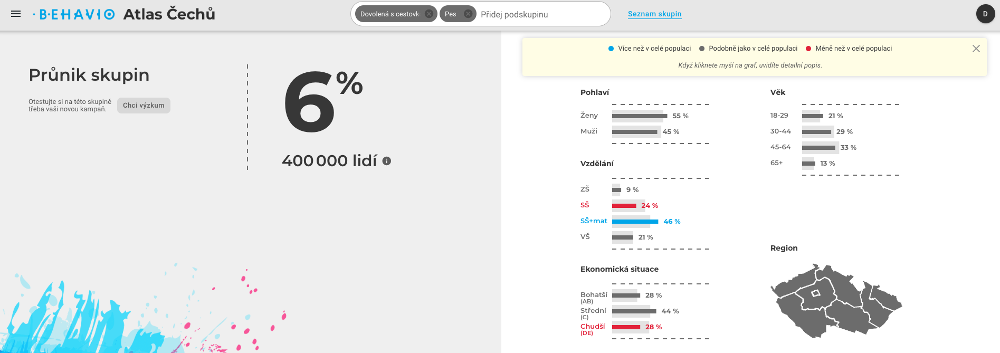 BEHAVIO Atlas Čechů
Dovolená s cestovk
Pes
Přidej podskupinu
Seznam skupin
D
Průnik skupin
Otestujte si na této skupině
třeba vaši novou kampaň.
Chci výzkum
6%
400 000 lidí
Více než v celé populaci
Podobně jako v celé populaci
Méně než v celé populaci
Když kliknete myší na graf, uvidíte detailní popis.
Pohlaví
Ženy 55 %
Muži 45 %
Věk
18-29 21 %
30-44 29 %
45-64 33 %
65+ 13 %
Vzdělání
ZŠ 9 %
SŠ 24 %
SŠ+mat 46 %
VŠ 21 %
Ekonomická situace
Bohatší 28 %
(AB)
Střední 44 %
(C)
Chudší 28 %
(DE)
Region